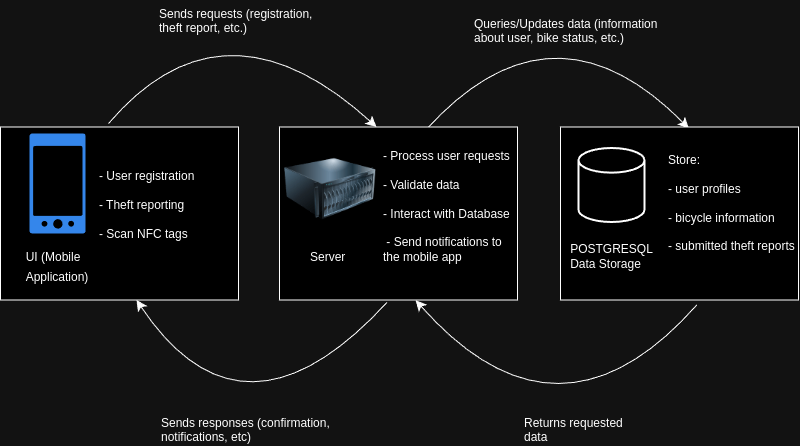 Sends requests (registration,
theft report, etc.)
Queries/Updates data (information
about user, bike status, etc.)
- User registration
- Theft reporting
- Scan NFC tags
UI (Mobile
Application)
- Process user requests
- Validate data
- Interact with Database
- Send notifications to
the mobile app
Server
Store:
- user profiles
- bicycle information
- submitted theft reports
POSTGRESQL
Data Storage
Sends responses (confirmation,
notifications, etc)
Returns requested
data